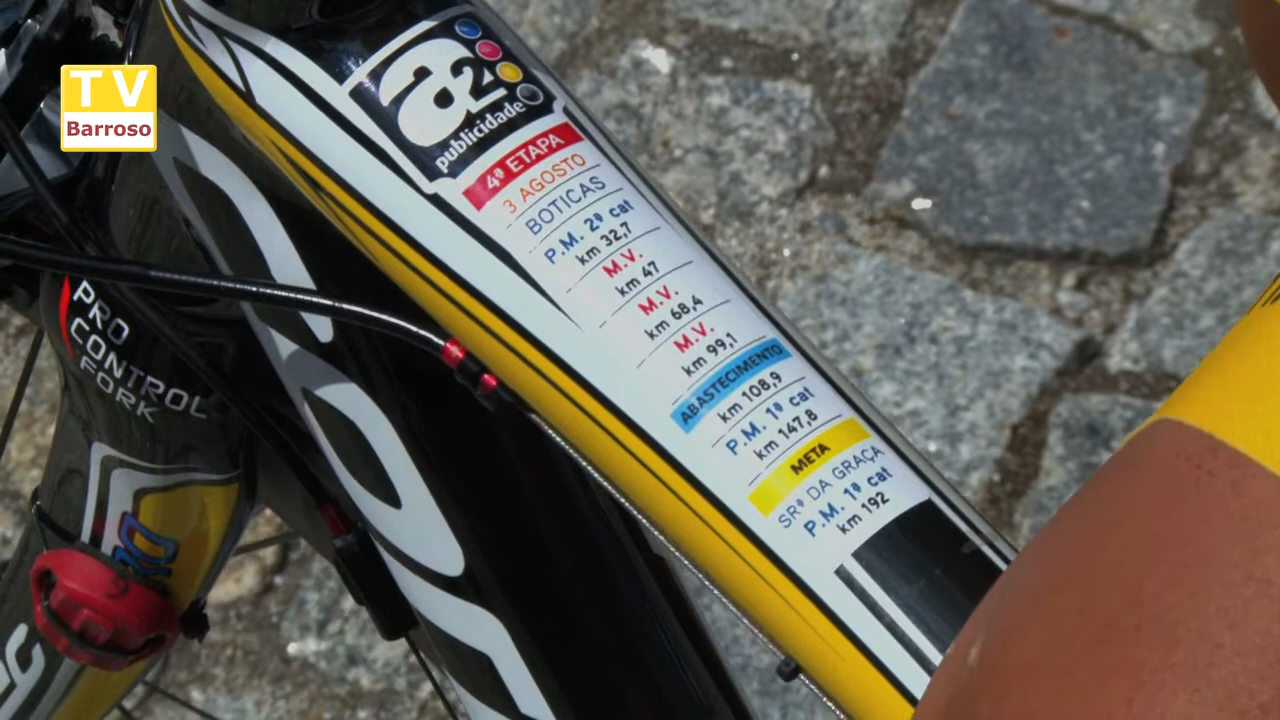 TV
Barroso
a2
publicidade
4ª ETAPA
3 AGOSTO
BOTICAS
P.M. 2ª cat
km 32,7
M.V.
km 47
M.V.
km 68,4
M.V.
km 99,1
ABASTECIMENTO
km 108,9
P.M. 1ª cat
km 147,8
META
SRª DA GRAÇA
P.M. 1ª cat
km 192
PRO
CONTROL
FORK